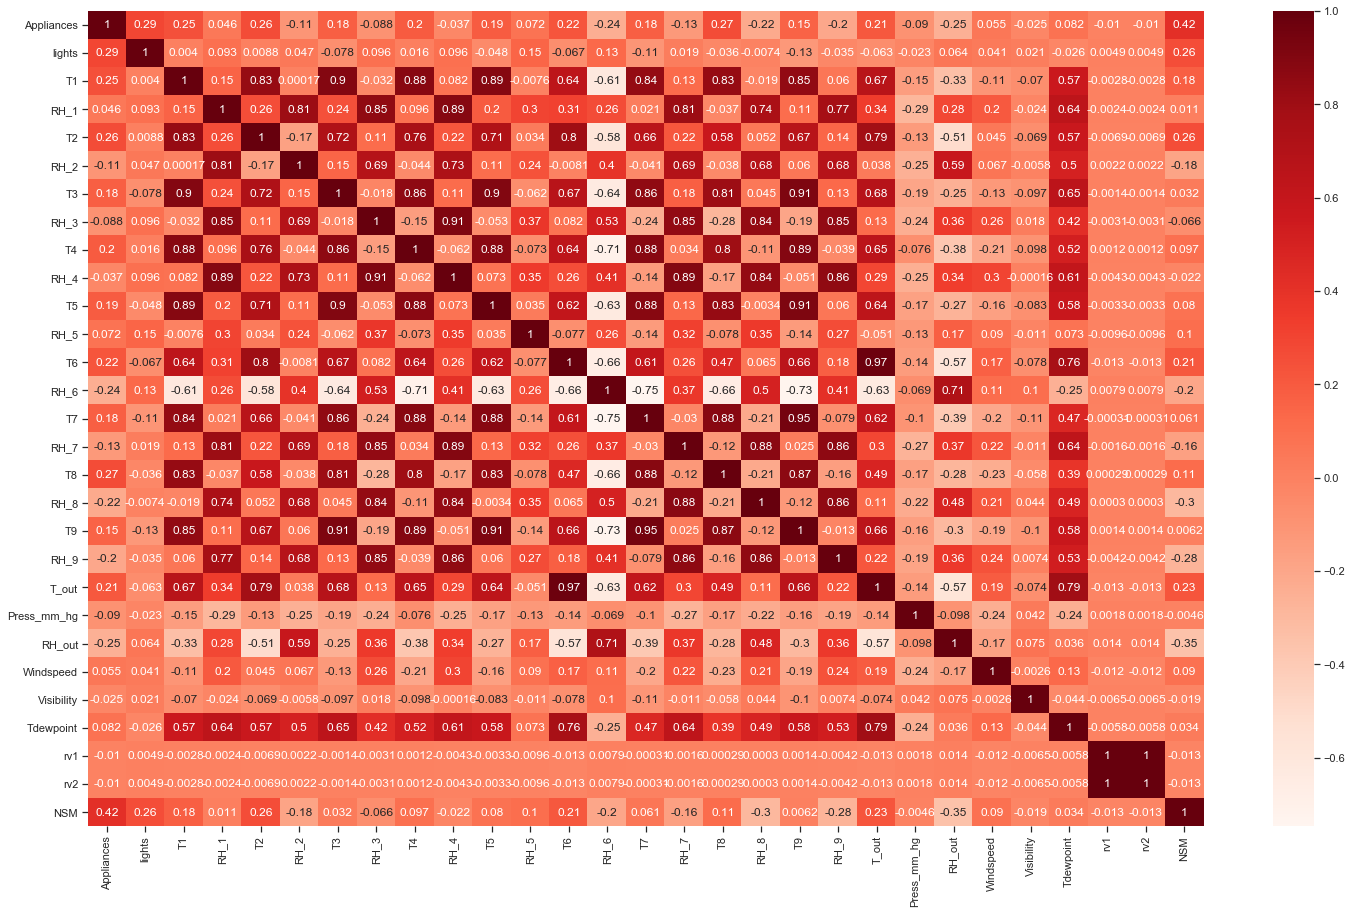 Appliances 1 0.29 0.25 0.046 0.26 -0.11 0.18 -0.088 0.2 -0.037 0.19 0.072 0.22 -0.24 0.18 -0.13 0.27 -0.22 0.15 -0.2 0.21 -0.09 -0.25 0.055 -0.025 0.082 -0.01 -0.01 0.42
lights 0.29 1 0.004 0.093 0.0088 0.047 -0.078 0.096 0.016 0.096 -0.048 0.15 -0.067 0.13 -0.11 0.019 -0.036 -0.0074 -0.13 -0.035 -0.063 -0.023 0.064 0.041 0.021 -0.026 0.0049 0.0049 0.26
T1 0.25 0.004 1 0.15 0.83 0.00017 0.9 -0.032 0.88 0.082 0.89 -0.0076 0.64 -0.61 0.84 0.13 0.83 -0.019 0.85 0.06 0.67 -0.15 -0.33 -0.11 -0.07 0.57 -0.0028 -0.0028 0.18
RH_1 0.046 0.093 0.15 1 0.26 0.81 0.24 0.85 0.096 0.89 0.2 0.3 0.31 0.26 0.021 0.81 -0.037 0.74 0.11 0.77 0.34 -0.29 0.28 0.2 -0.024 0.64 -0.0024 -0.0024 0.011
T2 0.26 0.0088 0.83 0.26 1 -0.17 0.72 0.11 0.76 0.22 0.71 0.034 0.8 -0.58 0.66 0.22 0.58 0.052 0.67 0.14 0.79 -0.13 -0.51 0.045 -0.069 0.57 -0.0069 -0.0069 0.26
RH_2 -0.11 0.047 0.00017 0.81 -0.17 1 0.15 0.69 -0.044 0.73 0.11 0.24 -0.0081 0.4 -0.041 0.69 -0.038 0.68 0.06 0.68 0.038 -0.25 0.59 0.067 -0.0058 0.5 0.0022 0.0022 -0.18
T3 0.18 -0.078 0.9 0.24 0.72 0.15 1 -0.018 0.86 0.11 0.9 -0.062 0.67 -0.64 0.86 0.18 0.81 0.045 0.91 0.13 0.68 -0.19 -0.25 -0.13 -0.097 0.65 -0.0014 -0.0014 0.032
RH_3 -0.088 0.096 -0.032 0.85 0.11 0.69 -0.018 1 -0.15 0.91 -0.053 0.37 0.082 0.53 -0.24 0.85 -0.28 0.84 -0.19 0.85 0.13 -0.24 0.36 0.26 0.018 0.42 -0.0031 -0.0031 -0.066
T4 0.2 0.016 0.88 0.096 0.76 -0.044 0.86 -0.15 1 -0.062 0.88 -0.073 0.64 -0.71 0.88 0.034 0.8 -0.11 0.89 -0.039 0.65 -0.076 -0.38 -0.21 -0.098 0.52 0.0012 0.0012 0.097
RH_4 -0.037 0.096 0.082 0.89 0.22 0.73 0.11 0.91 -0.062 1 0.073 0.35 0.26 0.41 -0.14 0.89 -0.17 0.84 -0.051 0.86 0.29 -0.25 0.34 0.3 -0.00016 0.61 -0.0043 -0.0043 -0.022
T5 0.19 -0.048 0.89 0.2 0.71 0.11 0.9 -0.053 0.88 0.073 1 0.035 0.62 -0.63 0.88 0.13 0.83 -0.0034 0.91 0.06 0.64 -0.17 -0.27 -0.16 -0.083 0.58 -0.0033 -0.0033 0.08
RH_5 0.072 0.15 -0.0076 0.3 0.034 0.24 -0.062 0.37 -0.073 0.35 0.035 1 -0.077 0.26 -0.14 0.32 -0.078 0.35 -0.14 0.27 -0.051 -0.13 0.17 0.09 -0.011 0.073 -0.0096 -0.0096 0.1
T6 0.22 -0.067 0.64 0.31 0.8 -0.0081 0.67 0.082 0.64 0.26 0.62 -0.077 1 -0.66 0.61 0.26 0.47 0.065 0.66 0.18 0.97 -0.14 -0.57 0.17 -0.078 0.76 -0.013 -0.013 0.21
RH_6 -0.24 0.13 -0.61 0.26 -0.58 0.4 -0.64 0.53 -0.71 0.41 -0.63 0.26 -0.66 1 -0.75 0.37 -0.66 0.5 -0.73 0.41 -0.63 -0.069 0.71 0.11 0.1 -0.25 0.0079 0.0079 -0.2
T7 0.18 -0.11 0.84 0.021 0.66 -0.041 0.86 -0.24 0.88 -0.14 0.88 -0.14 0.61 -0.75 1 -0.03 0.88 -0.21 0.95 -0.079 0.62 -0.1 -0.39 -0.2 -0.11 0.47 -0.00031 -0.00031 0.061
RH_7 -0.13 0.019 0.13 0.81 0.22 0.69 0.18 0.85 0.034 0.89 0.13 0.32 0.26 0.37 -0.03 1 -0.12 0.88 0.025 0.86 0.3 -0.27 0.37 0.22 -0.011 0.64 -0.0016 -0.0016 -0.16
T8 0.27 -0.036 0.83 -0.037 0.58 -0.038 0.81 -0.28 0.8 -0.17 0.83 -0.078 0.47 -0.66 0.88 -0.12 1 -0.21 0.87 -0.16 0.49 -0.17 -0.28 -0.23 -0.058 0.39 0.00029 0.00029 0.11
RH_8 -0.22 -0.0074 -0.019 0.74 0.052 0.68 0.045 0.84 -0.11 0.84 -0.0034 0.35 0.065 0.5 -0.21 0.88 -0.21 1 -0.12 0.86 0.11 -0.22 0.48 0.21 0.044 0.49 0.0003 0.0003 -0.3
T9 0.15 -0.13 0.85 0.11 0.67 0.06 0.91 -0.19 0.89 -0.051 0.91 -0.14 0.66 -0.73 0.95 0.025 0.87 -0.12 1 -0.013 0.66 -0.16 -0.3 -0.19 -0.1 0.58 0.0014 0.0014 0.0062
RH_9 -0.2 -0.035 0.06 0.77 0.14 0.68 0.13 0.85 -0.039 0.86 0.06 0.27 0.18 0.41 -0.079 0.86 -0.16 0.86 -0.013 1 0.22 -0.19 0.36 0.24 0.0074 0.53 -0.0042 -0.0042 -0.28
T_out 0.21 -0.063 0.67 0.34 0.79 0.038 0.68 0.13 0.65 0.29 0.64 -0.051 0.97 -0.63 0.62 0.3 0.49 0.11 0.66 0.22 1 -0.14 -0.57 0.19 -0.074 0.79 -0.013 -0.013 0.23
Press_mm_hg -0.09 -0.023 -0.15 -0.29 -0.13 -0.25 -0.19 -0.24 -0.076 -0.25 -0.17 -0.13 -0.14 -0.069 -0.1 -0.27 -0.17 -0.22 -0.16 -0.19 -0.14 1 -0.098 -0.24 0.042 -0.24 0.0018 0.0018 -0.0046
RH_out -0.25 0.064 -0.33 0.28 -0.51 0.59 -0.25 0.36 -0.38 0.34 -0.27 0.17 -0.57 0.71 -0.39 0.37 -0.28 0.48 -0.3 0.36 -0.57 -0.098 1 -0.17 0.075 0.036 0.014 0.014 -0.35
Windspeed 0.055 0.041 -0.11 0.2 0.045 0.067 -0.13 0.26 -0.21 0.3 -0.16 0.09 0.17 0.11 -0.2 0.22 -0.23 0.21 -0.19 0.24 0.19 -0.24 -0.17 1 -0.0026 0.13 -0.012 -0.012 0.09
Visibility -0.025 0.021 -0.07 -0.024 -0.069 -0.0058 -0.097 0.018 -0.098 -0.00016 -0.083 -0.011 -0.078 0.1 -0.11 -0.011 -0.058 0.044 -0.1 0.0074 -0.074 0.042 0.075 -0.0026 1 -0.044 -0.0065 -0.0065 -0.019
Tdewpoint 0.082 -0.026 0.57 0.64 0.57 0.5 0.65 0.42 0.52 0.61 0.58 0.073 0.76 -0.25 0.47 0.64 0.39 0.49 0.58 0.53 0.79 -0.24 0.036 0.13 -0.044 1 -0.0058 -0.0058 0.034
rv1 -0.01 0.0049 -0.0028 -0.0024 -0.0069 0.0022 -0.0014 -0.0031 0.0012 -0.0043 -0.0033 -0.0096 -0.013 0.0079 -0.00031 -0.0016 0.00029 0.0003 0.0014 -0.0042 -0.013 0.0018 0.014 -0.012 -0.0065 -0.0058 1 1 -0.013
rv2 -0.01 0.0049 -0.0028 -0.0024 -0.0069 0.0022 -0.0014 -0.0031 0.0012 -0.0043 -0.0033 -0.0096 -0.013 0.0079 -0.00031 -0.0016 0.00029 0.0003 0.0014 -0.0042 -0.013 0.0018 0.014 -0.012 -0.0065 -0.0058 1 1 -0.013
NSM 0.42 0.26 0.18 0.011 0.26 -0.18 0.032 -0.066 0.097 -0.022 0.08 0.1 0.21 -0.2 0.061 -0.16 0.11 -0.3 0.0062 -0.28 0.23 -0.0046 -0.35 0.09 -0.019 0.034 -0.013 -0.013 1
Appliances lights T1 RH_1 T2 RH_2 T3 RH_3 T4 RH_4 T5 RH_5 T6 RH_6 T7 RH_7 T8 RH_8 T9 RH_9 T_out Press_mm_hg RH_out Windspeed Visibility Tdewpoint rv1 rv2 NSM
1.0
0.8
0.6
0.4
0.2
0.0
−0.2
−0.4
−0.6